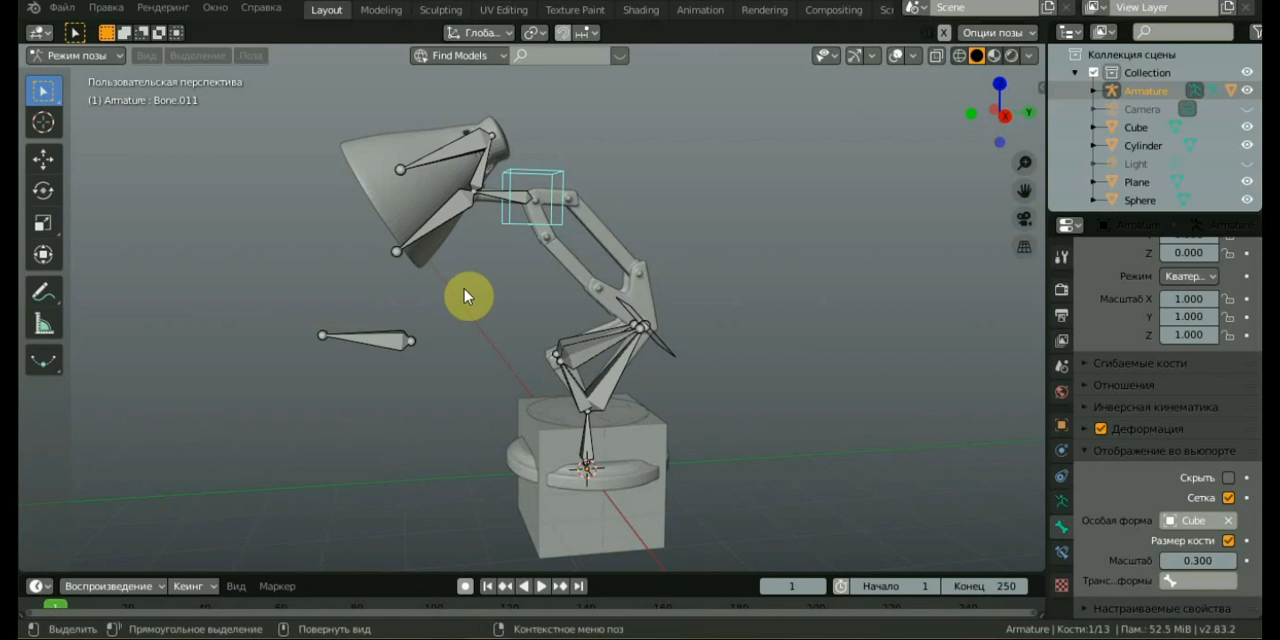 Файл Правка Рендеринг Окно Справка Layout Modeling Sculpting UV Editing Texture Paint Shading Animation Rendering Compositing Scene View Layer
Глоба... X Опции позы
Режим позы Вид Выделение Поза Find Models
Пользовательская перспектива
(1) Armature : Bone.011
Z
Y
X
Коллекция сцены
Collection
Armature
Camera
Cube
Cylinder
Light
Plane
Sphere
Armature Armature
Z 0.000
Режим Кватер...
Масштаб X 1.000
Y 1.000
Z 1.000
Сгибаемые кости
Отношения
Инверсная кинематика
Деформация
Отображение во вьюпорте
Скрыть
Сетка
Особая форма Cube
Размер кости
Масштаб 0.300
Транс...формы
Настраиваемые свойства
Воспроизведение Кеинг Вид Маркер 1 Начало 1 Конец 250
1
Выделить Прямоугольное выделение Повернуть вид Контекстное меню поз Armature | Кости:1/13 | Пам.: 52.5 MiB | v2.83.2